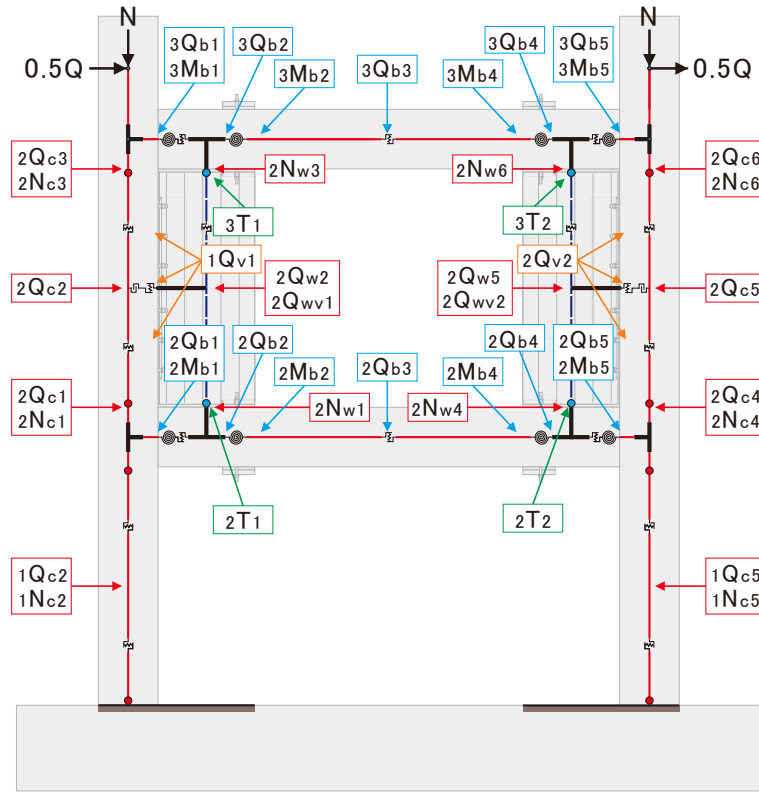 N
N
0.5Q
0.5Q
3Qb1
3Mb1
3Qb2
3Mb2
3Qb3
3Mb4
3Qb4
3Qb5
3Mb5
2Qc3
2Nc3
2Nw3
2Nw6
2Qc6
2Nc6
3T1
3T2
1Qv1
2Qv2
2Qc2
2Qw2
2Qwv1
2Qw5
2Qwv2
2Qc5
2Qb1
2Mb1
2Qb2
2Mb2
2Qb3
2Mb4
2Qb4
2Qb5
2Mb5
2Qc1
2Nc1
2Nw1
2Nw4
2Qc4
2Nc4
2T1
2T2
1Qc2
1Nc2
1Qc5
1Nc5